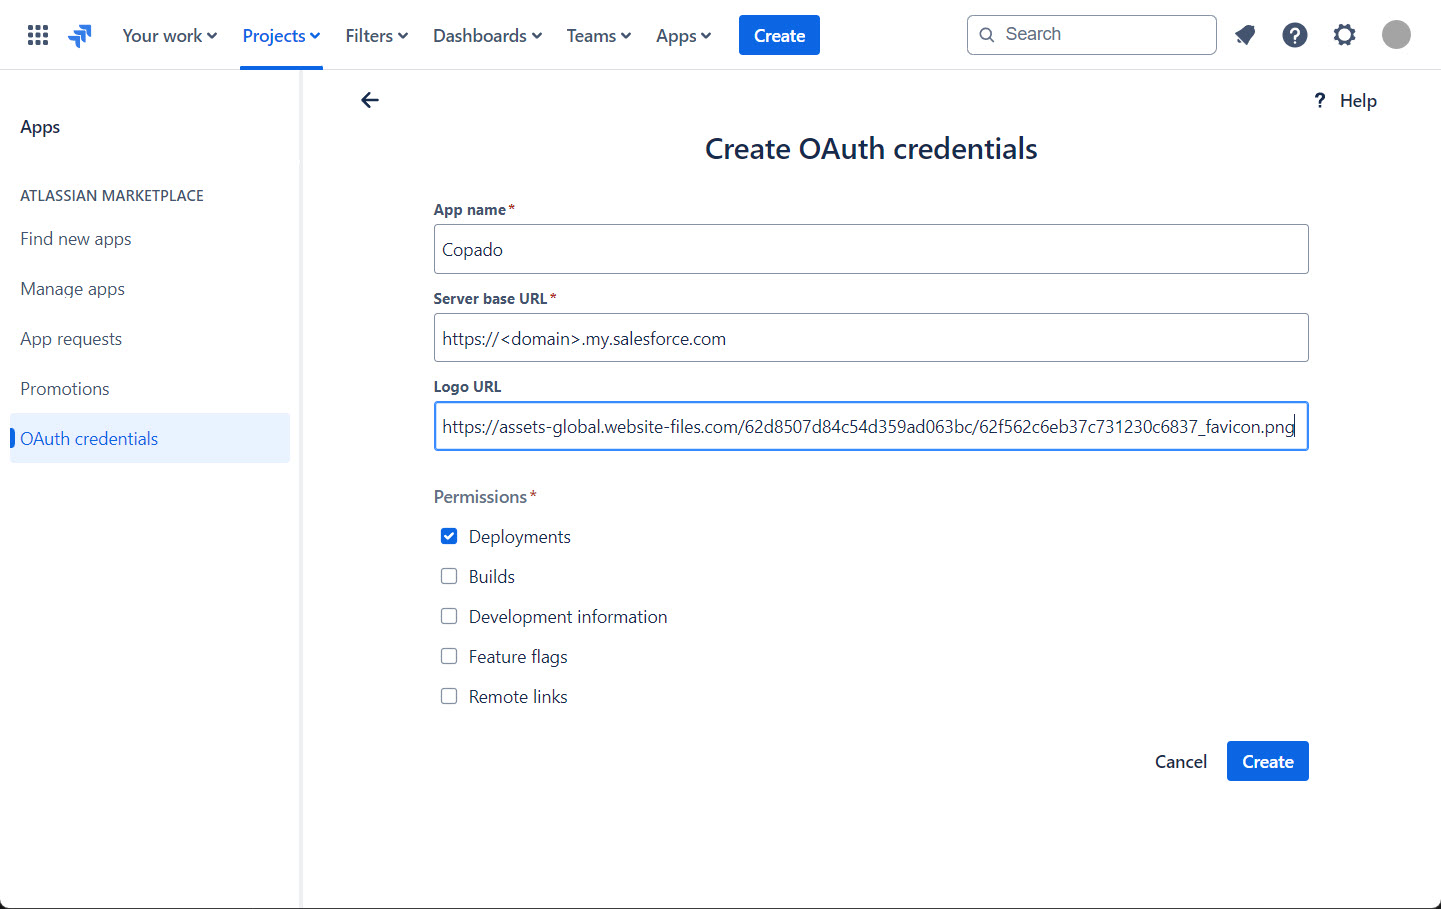 Your work Projects Filters Dashboards Teams Apps Create Search
? Help
Apps
Create OAuth credentials
ATLASSIAN MARKETPLACE
Find new apps
Manage apps
App requests
Promotions
OAuth credentials
App name*
Copado
Server base URL*
https://<domain>.my.salesforce.com
Logo URL
https://assets-global.website-files.com/62d8507d84c54d359ad063bc/62f562c6eb37c731230c6837_favicon.png
Permissions*
Deployments
Builds
Development information
Feature flags
Remote links
Cancel Create